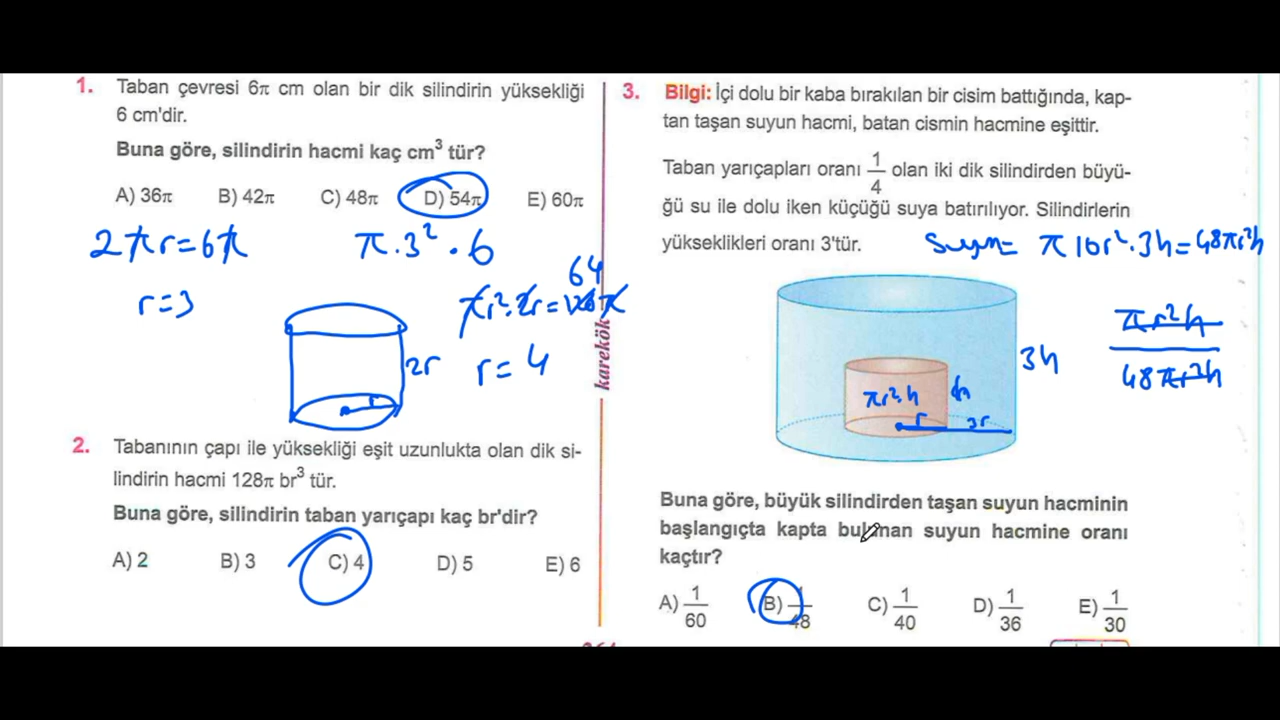 1. Taban çevresi 6π cm olan bir dik silindirin yüksekliği
6 cm'dir.
Buna göre, silindirin hacmi kaç cm³ tür?
A) 36π B) 42π C) 48π D) 54π E) 60π
2πr=6π π·3²·6
r=3
64
πr²·2r=128π
r=4
2r
r
2. Tabanının çapı ile yüksekliği eşit uzunlukta olan dik si-
lindirin hacmi 128π br³ tür.
Buna göre, silindirin taban yarıçapı kaç br'dir?
A) 2 B) 3 C) 4 D) 5 E) 6
karekök
3. Bilgi: İçi dolu bir kaba bırakılan bir cisim battığında, kap-
tan taşan suyun hacmi, batan cismin hacmine eşittir.
Taban yarıçapları oranı 1/4 olan iki dik silindirden büyü-
ğü su ile dolu iken küçüğü suya batırılıyor. Silindirlerin
yükseklikleri oranı 3'tür.
suyun= π16r²·3h=48πr²h
πr²h
48πr²h
3h
πr²·h
r 3r
Buna göre, büyük silindirden taşan suyun hacminin
başlangıçta kapta bulunan suyun hacmine oranı
kaçtır?
A) 1/60 B) 1/48 C) 1/40 D) 1/36 E) 1/30